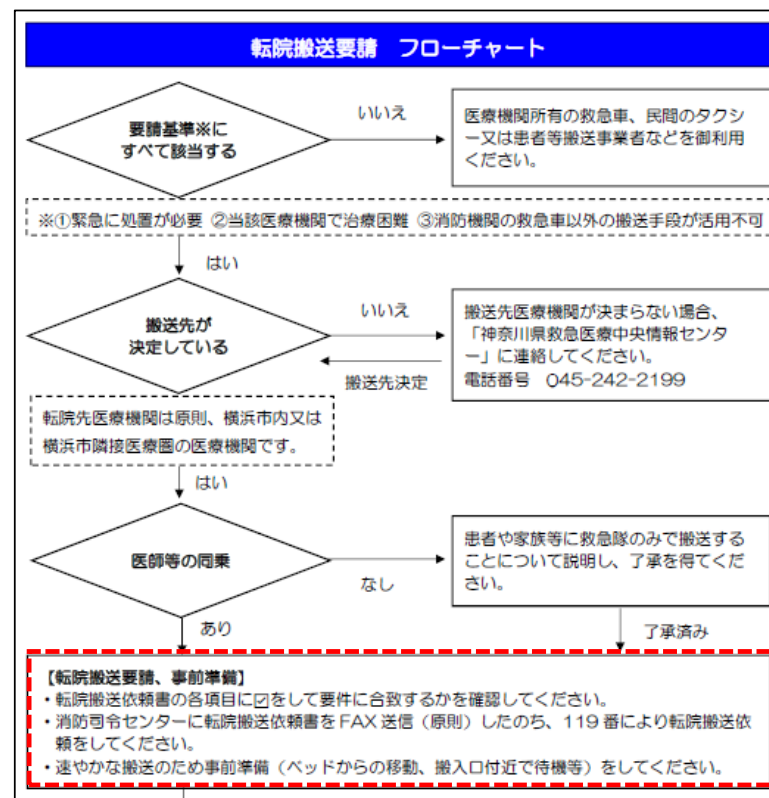 転院搬送要請 フローチャート
要請基準※に
すべて該当する
いいえ
医療機関所有の救急車、民間のタクシ
ー又は患者等搬送事業者などを御利用
ください。
※①緊急に処置が必要 ②当該医療機関で治療困難 ③消防機関の救急車以外の搬送手段が活用不可
はい
搬送先が
決定している
いいえ
搬送先決定
搬送先医療機関が決まらない場合、
「神奈川県救急医療中央情報センタ
ー」に連絡してください。
電話番号 045-242-2199
転院先医療機関は原則、横浜市内又は
横浜市隣接医療圏の医療機関です。
はい
医師等の同乗
なし
患者や家族等に救急隊のみで搬送する
ことについて説明し、了承を得てくだ
さい。
あり
了承済み
【転院搬送要請、事前準備】
・転院搬送依頼書の各項目に☑をして要件に合致するかを確認してください。
・消防司令センターに転院搬送依頼書をFAX送信（原則）したのち、119番により転院搬送依
頼をしてください。
・速やかな搬送のため事前準備（ベッドからの移動、搬入口付近で待機等）をしてください。